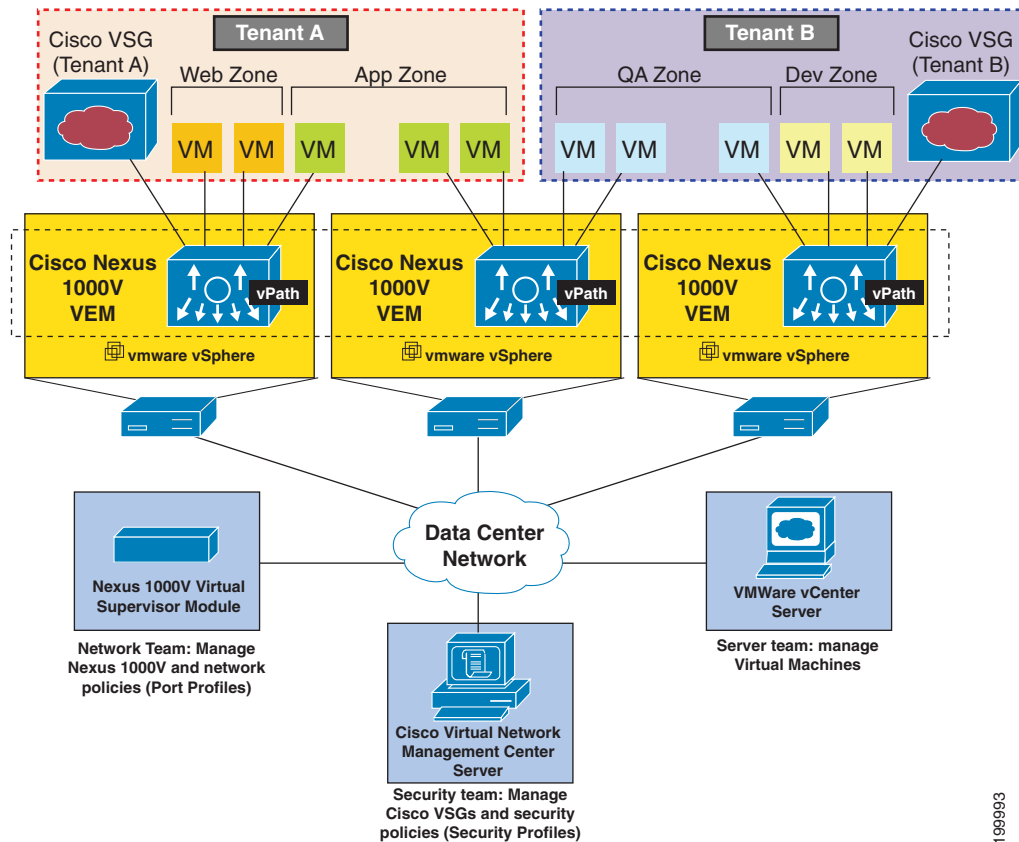 Tenant A
Tenant B
Cisco VSG
(Tenant A)
Web Zone
App Zone
QA Zone
Dev Zone
Cisco VSG
(Tenant B)
VM
VM
VM
VM
VM
VM
VM
VM
VM
VM
Cisco Nexus
1000V
VEM
vPath
vmware vSphere
Cisco Nexus
1000V
VEM
vPath
vmware vSphere
Cisco Nexus
1000V
VEM
vPath
vmware vSphere
Data Center
Network
Nexus 1000V Virtual
Supervisor Module
Network Team: Manage
Nexus 1000V and network
policies (Port Profiles)
VMWare vCenter
Server
Server team: manage
Virtual Machines
Cisco Virtual Network
Management Center
Server
Security team: Manage
Cisco VSGs and security
policies (Security Profiles)
199993